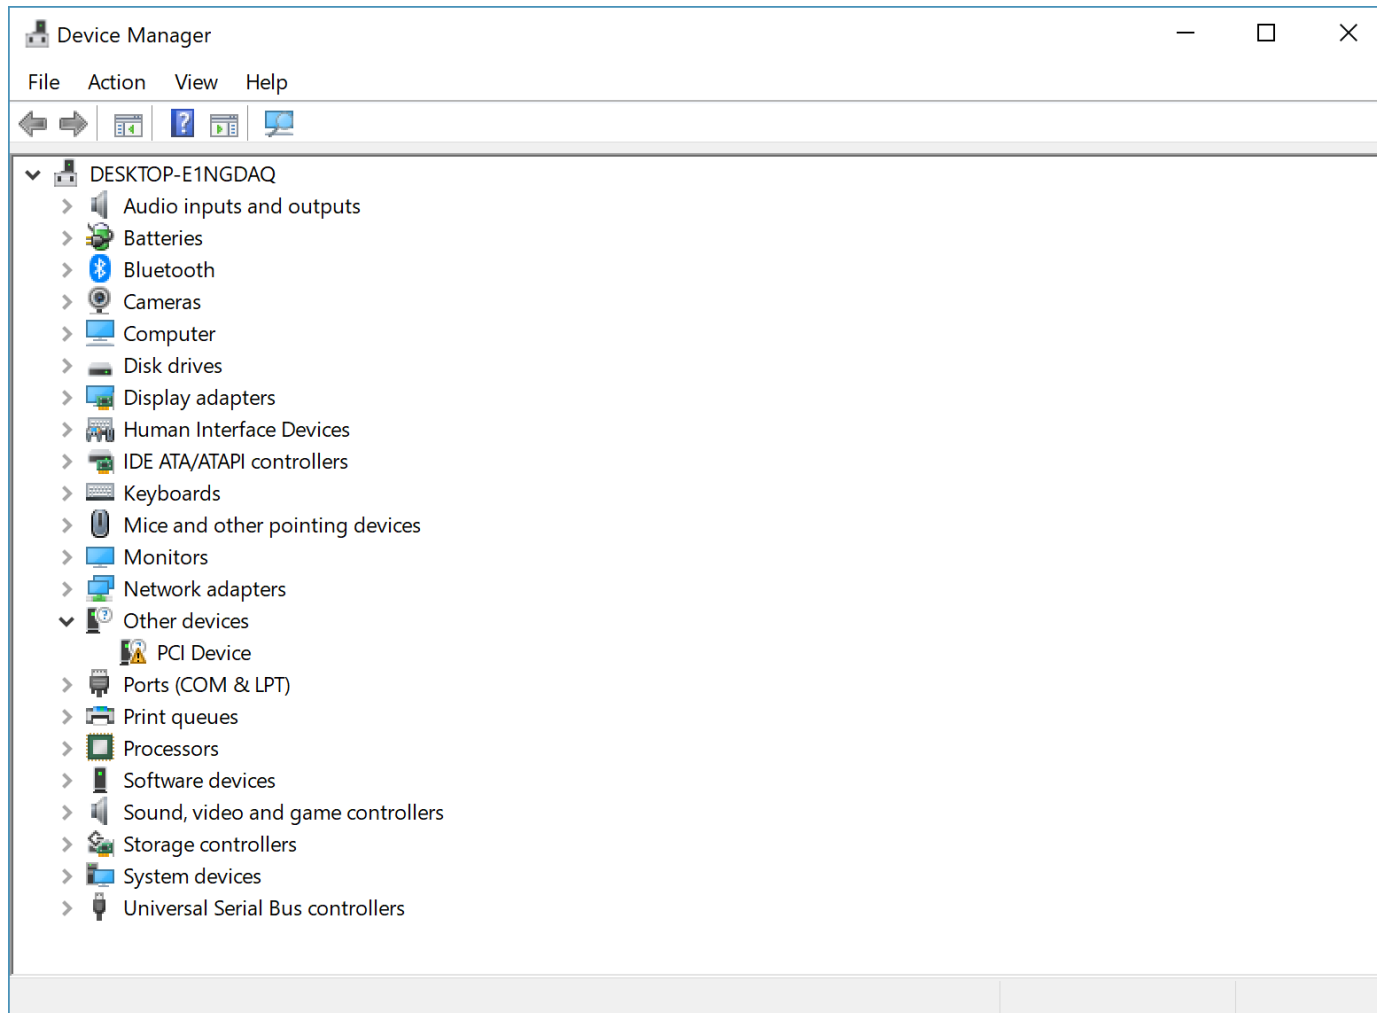 Device Manager
File Action View Help
DESKTOP-E1NGDAQ
Audio inputs and outputs
Batteries
Bluetooth
Cameras
Computer
Disk drives
Display adapters
Human Interface Devices
IDE ATA/ATAPI controllers
Keyboards
Mice and other pointing devices
Monitors
Network adapters
Other devices
PCI Device
Ports (COM & LPT)
Print queues
Processors
Software devices
Sound, video and game controllers
Storage controllers
System devices
Universal Serial Bus controllers